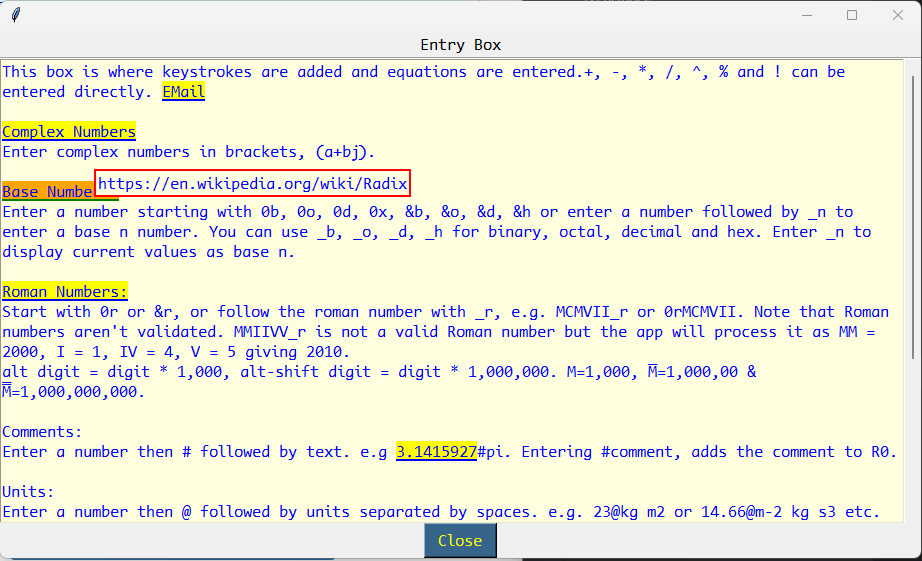 Entry Box
This box is where keystrokes are added and equations are entered.+, -, *, /, ^, % and ! can be
entered directly. EMail
Complex Numbers
Enter complex numbers in brackets, (a+bj).
https://en.wikipedia.org/wiki/Radix
Base Number
Enter a number starting with 0b, 0o, 0d, 0x, &b, &o, &d, &h or enter a number followed by _n to
enter a base n number. You can use _b, _o, _d, _h for binary, octal, decimal and hex. Enter _n to
display current values as base n.
Roman Numbers:
Start with 0r or &r, or follow the roman number with _r, e.g. MCMVII_r or 0rMCMVII. Note that Roman
numbers aren't validated. MMIIVV_r is not a valid Roman number but the app will process it as MM =
2000, I = 1, IV = 4, V = 5 giving 2010.
alt digit = digit * 1,000, alt-shift digit = digit * 1,000,000. M=1,000, M̅=1,000,00 &
M̿=1,000,000,000.
Comments:
Enter a number then # followed by text. e.g 3.1415927#pi. Entering #comment, adds the comment to R0.
Units:
Enter a number then @ followed by units separated by spaces. e.g. 23@kg m2 or 14.66@m-2 kg s3 etc.
Close